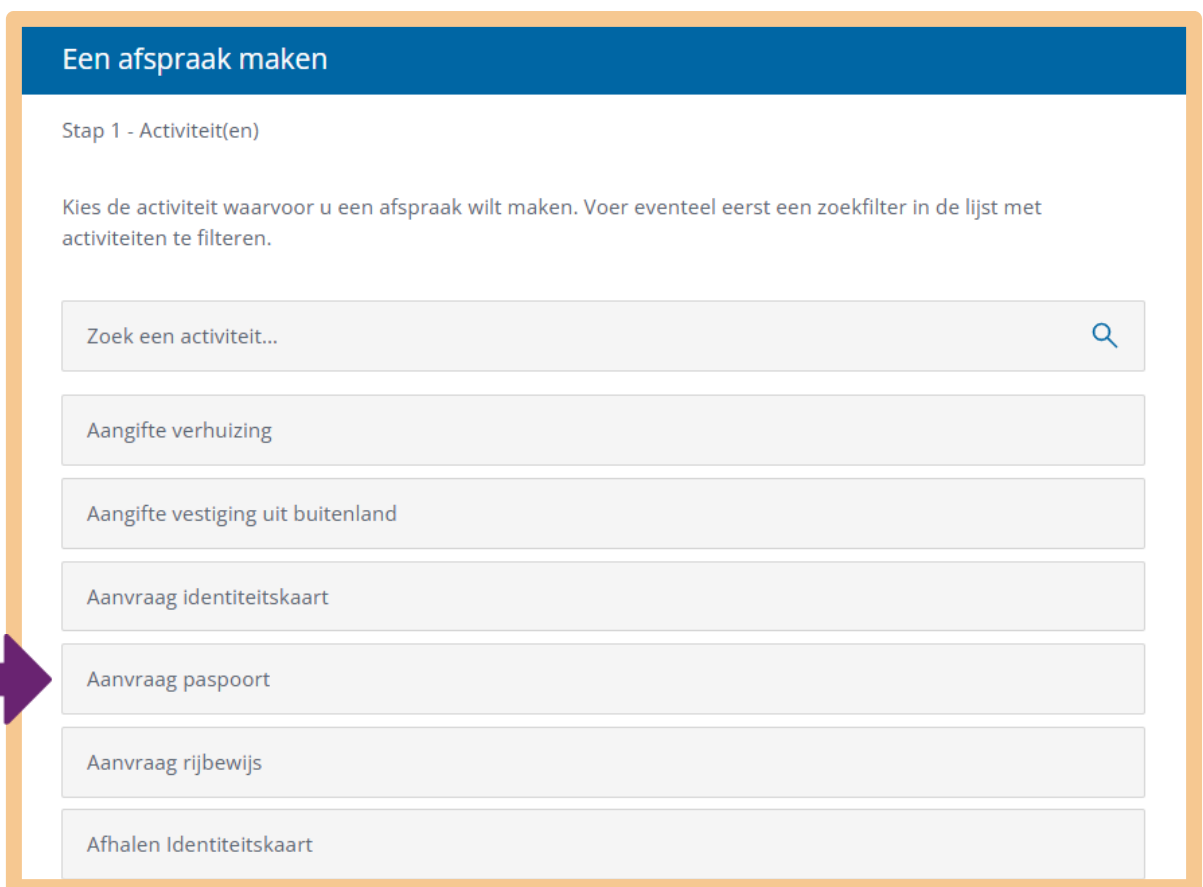 Een afspraak maken
Stap 1 - Activiteit(en)
Kies de activiteit waarvoor u een afspraak wilt maken. Voer eventeel eerst een zoekfilter in de lijst met
activiteiten te filteren.
Zoek een activiteit...
Aangifte verhuizing
Aangifte vestiging uit buitenland
Aanvraag identiteitskaart
Aanvraag paspoort
Aanvraag rijbewijs
Afhalen Identiteitskaart